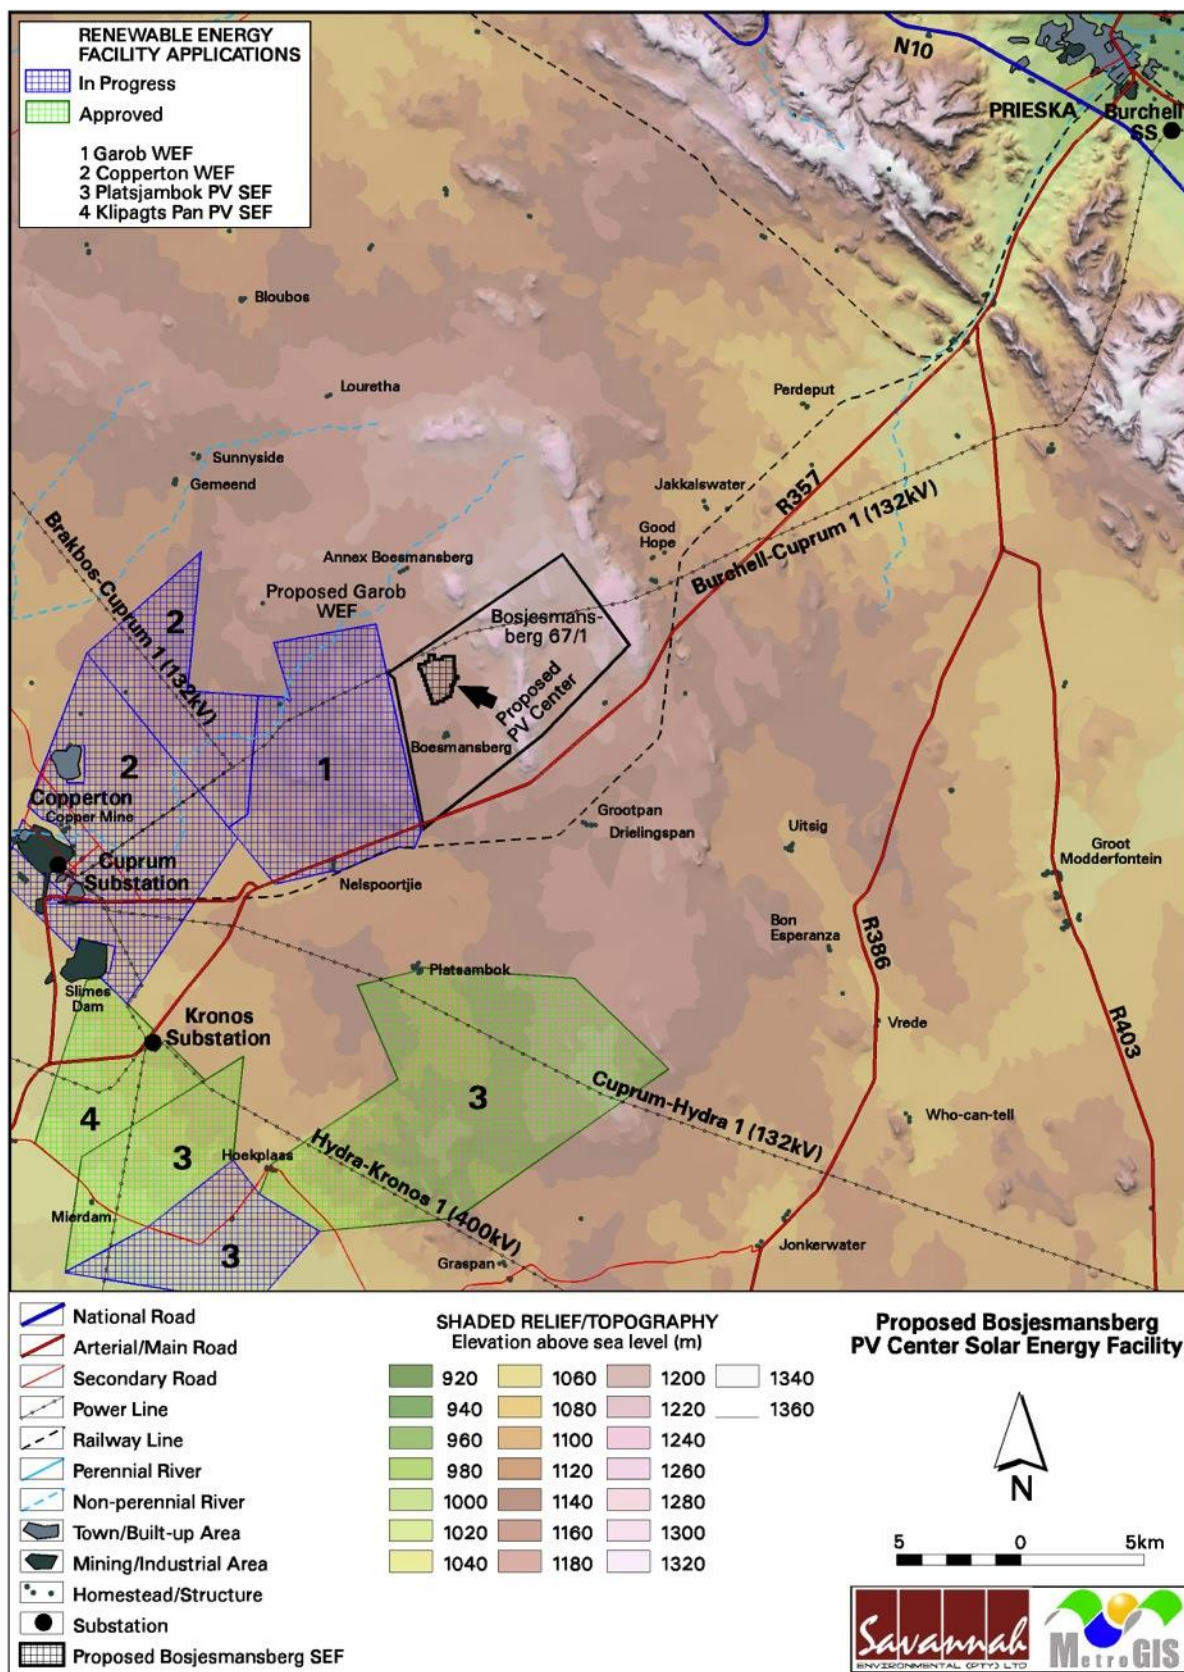 RENEWABLE ENERGY
FACILITY APPLICATIONS
In Progress
Approved
1 Garob WEF
2 Copperton WEF
3 Platsjambok PV SEF
4 Klipagts Pan PV SEF
N10
PRIESKA
Burchell
SS
Bloubos
Louretha
Perdeput
Sunnyside
Gemeend
Jakkalswater
R357
Good
Hope
Burchell-Cuprum 1 (132kV)
Brakbos-Cuprum 1 (132kV)
Annex Boesmansberg
Proposed Garob
WEF
2
Bosjesmans-
berg 67/1
Proposed
PV Center
Boesmansberg
1
2
Copperton
Copper Mine
Cuprum
Substation
Grootpan
Drielingspan
Uitsig
Groot
Modderfontein
Nelspoortjie
Bon
Esperanza
R386
Platsambok
Slimes
Dam
Kronos
Substation
Vrede
R403
3
Cuprum-Hydra 1 (132kV)
Who-can-tell
4
3
Hoekplaas
Hydra-Kronos 1 (400kV)
Mierdam
3
Graspan
Jonkerwater
National Road
Arterial/Main Road
Secondary Road
Power Line
Railway Line
Perennial River
Non-perennial River
Town/Built-up Area
Mining/Industrial Area
Homestead/Structure
Substation
Proposed Bosjesmansberg SEF
SHADED RELIEF/TOPOGRAPHY
Elevation above sea level (m)
920 1060 1200 1340
940 1080 1220 1360
960 1100 1240
980 1120 1260
1000 1140 1280
1020 1160 1300
1040 1180 1320
Proposed Bosjesmansberg
PV Center Solar Energy Facility
N
5 0 5km
Savannah
ENVIRONMENTAL (PTY) LTD
MetroGIS